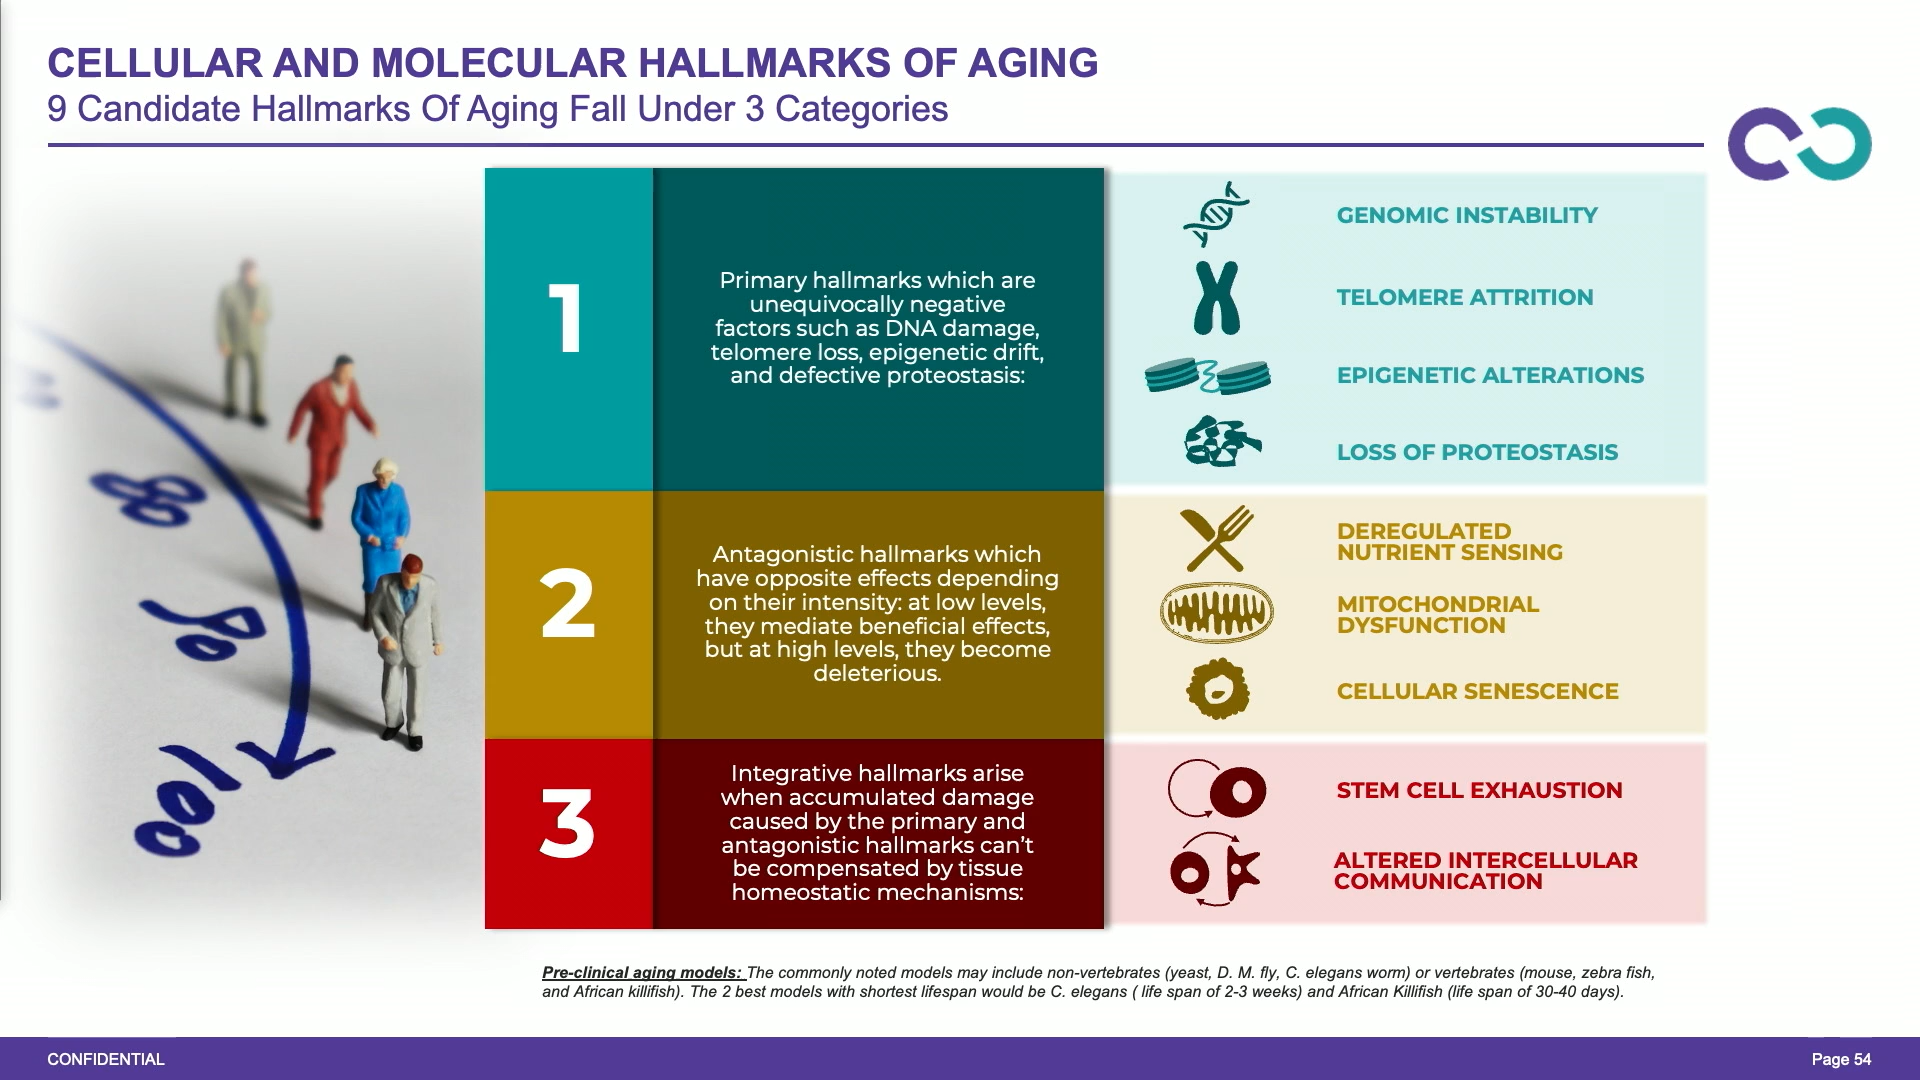 CELLULAR AND MOLECULAR HALLMARKS OF AGING
9 Candidate Hallmarks Of Aging Fall Under 3 Categories
80
90
100
1
Primary hallmarks which are
unequivocally negative
factors such as DNA damage,
telomere loss, epigenetic drift,
and defective proteostasis:
GENOMIC INSTABILITY
TELOMERE ATTRITION
EPIGENETIC ALTERATIONS
LOSS OF PROTEOSTASIS
2
Antagonistic hallmarks which
have opposite effects depending
on their intensity: at low levels,
they mediate beneficial effects,
but at high levels, they become
deleterious.
DEREGULATED
NUTRIENT SENSING
MITOCHONDRIAL
DYSFUNCTION
CELLULAR SENESCENCE
3
Integrative hallmarks arise
when accumulated damage
caused by the primary and
antagonistic hallmarks can't
be compensated by tissue
homeostatic mechanisms:
STEM CELL EXHAUSTION
ALTERED INTERCELLULAR
COMMUNICATION
Pre-clinical aging models: The commonly noted models may include non-vertebrates (yeast, D. M. fly, C. elegans worm) or vertebrates (mouse, zebra fish,
and African killifish). The 2 best models with shortest lifespan would be C. elegans ( life span of 2-3 weeks) and African Killifish (life span of 30-40 days).
CONFIDENTIAL
Page 54